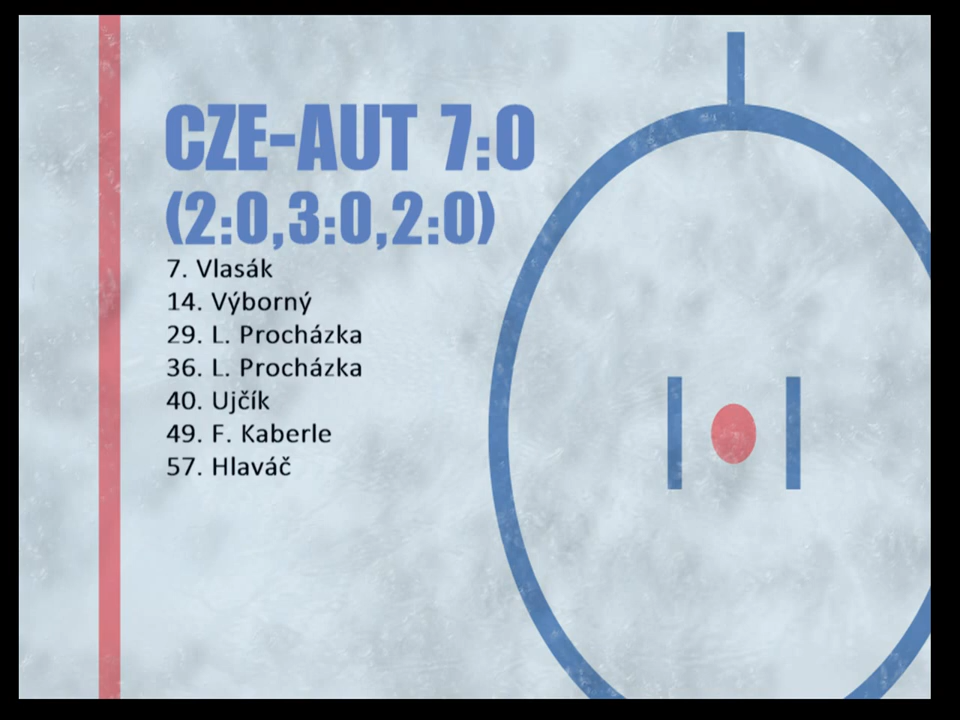 CZE-AUT 7:0
(2:0,3:0,2:0)
7. Vlasák
14. Výborný
29. L. Procházka
36. L. Procházka
40. Ujčík
49. F. Kaberle
57. Hlaváč